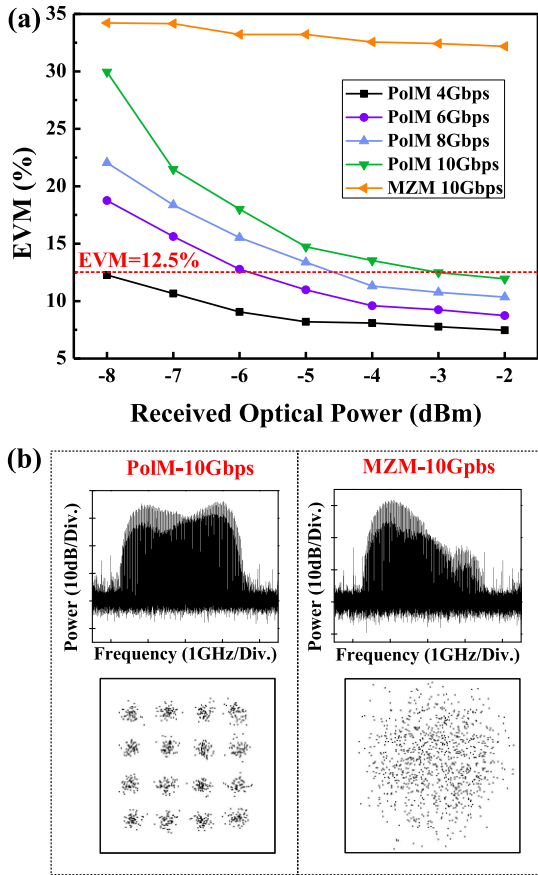 (a)
35
30
25
20
15
10
5
EVM (%)
PolM 4Gbps
PolM 6Gbps
PolM 8Gbps
PolM 10Gbps
MZM 10Gbps
EVM=12.5%
-8 -7 -6 -5 -4 -3 -2
Received Optical Power (dBm)
(b)
PolM-10Gbps
Power (10dB/Div.)
Frequency (1GHz/Div.)
MZM-10Gpbs
Power (10dB/Div.)
Frequency (1GHz/Div.)